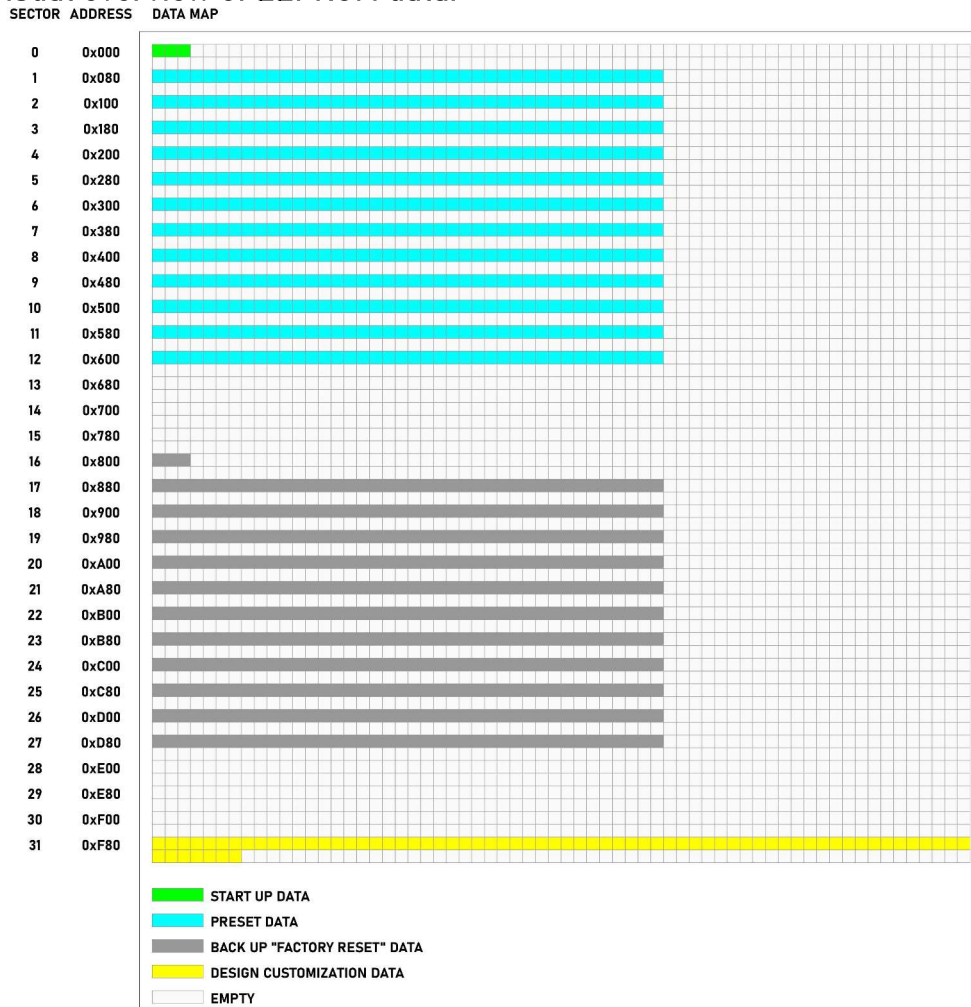 of EEPROM data.
SECTOR ADDRESS DATA MAP
0 0x000
1 0x080
2 0x100
3 0x180
4 0x200
5 0x280
6 0x300
7 0x380
8 0x400
9 0x480
10 0x500
11 0x580
12 0x600
13 0x680
14 0x700
15 0x780
16 0x800
17 0x880
18 0x900
19 0x980
20 0xA00
21 0xA80
22 0xB00
23 0xB80
24 0xC00
25 0xC80
26 0xD00
27 0xD80
28 0xE00
29 0xE80
30 0xF00
31 0xF80
START UP DATA
PRESET DATA
BACK UP "FACTORY RESET" DATA
DESIGN CUSTOMIZATION DATA
EMPTY